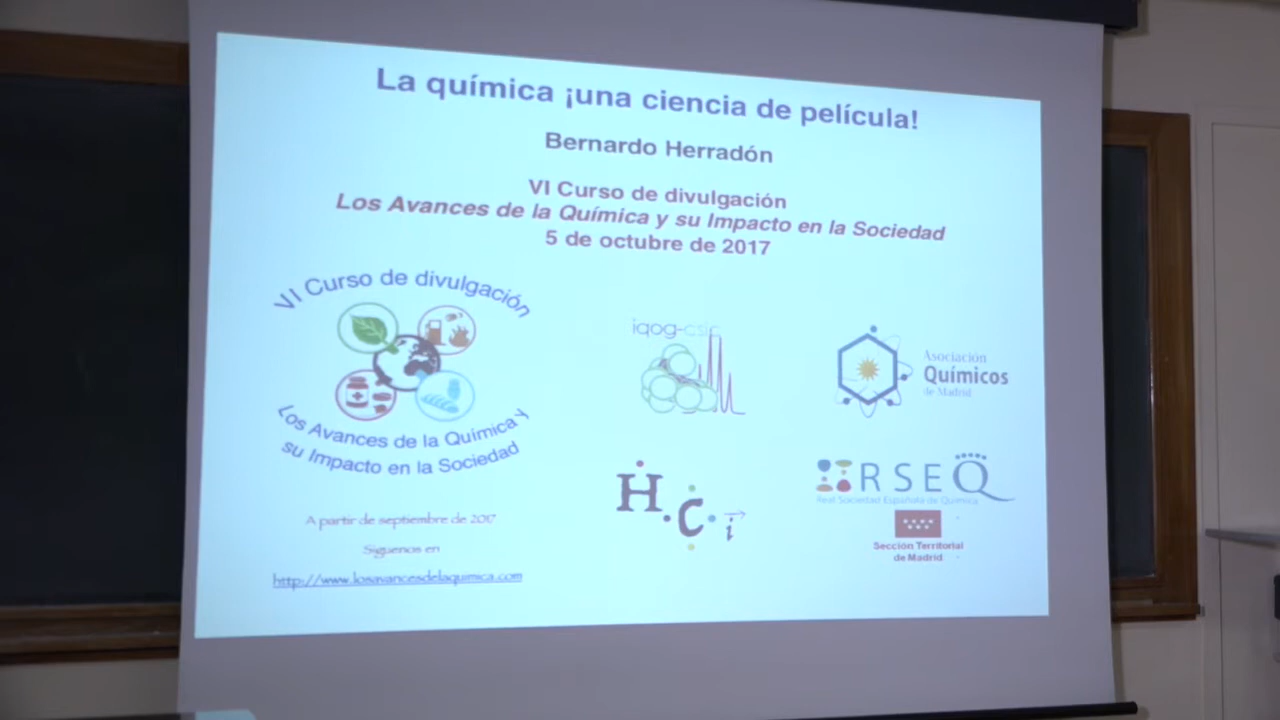 La química ¡una ciencia de película!
Bernardo Herradón
VI Curso de divulgación
Los Avances de la Química y su Impacto en la Sociedad
5 de octubre de 2017
VI Curso de divulgación
Los Avances de la Química y
su Impacto en la Sociedad
A partir de septiembre de 2017
Síguenos en
http://www.losavancesdelaquimica.com
iqog-csic
Asociación
Químicos
de Madrid
H.C.i
RSEQ
Real Sociedad Española de Química
Sección Territorial
de Madrid